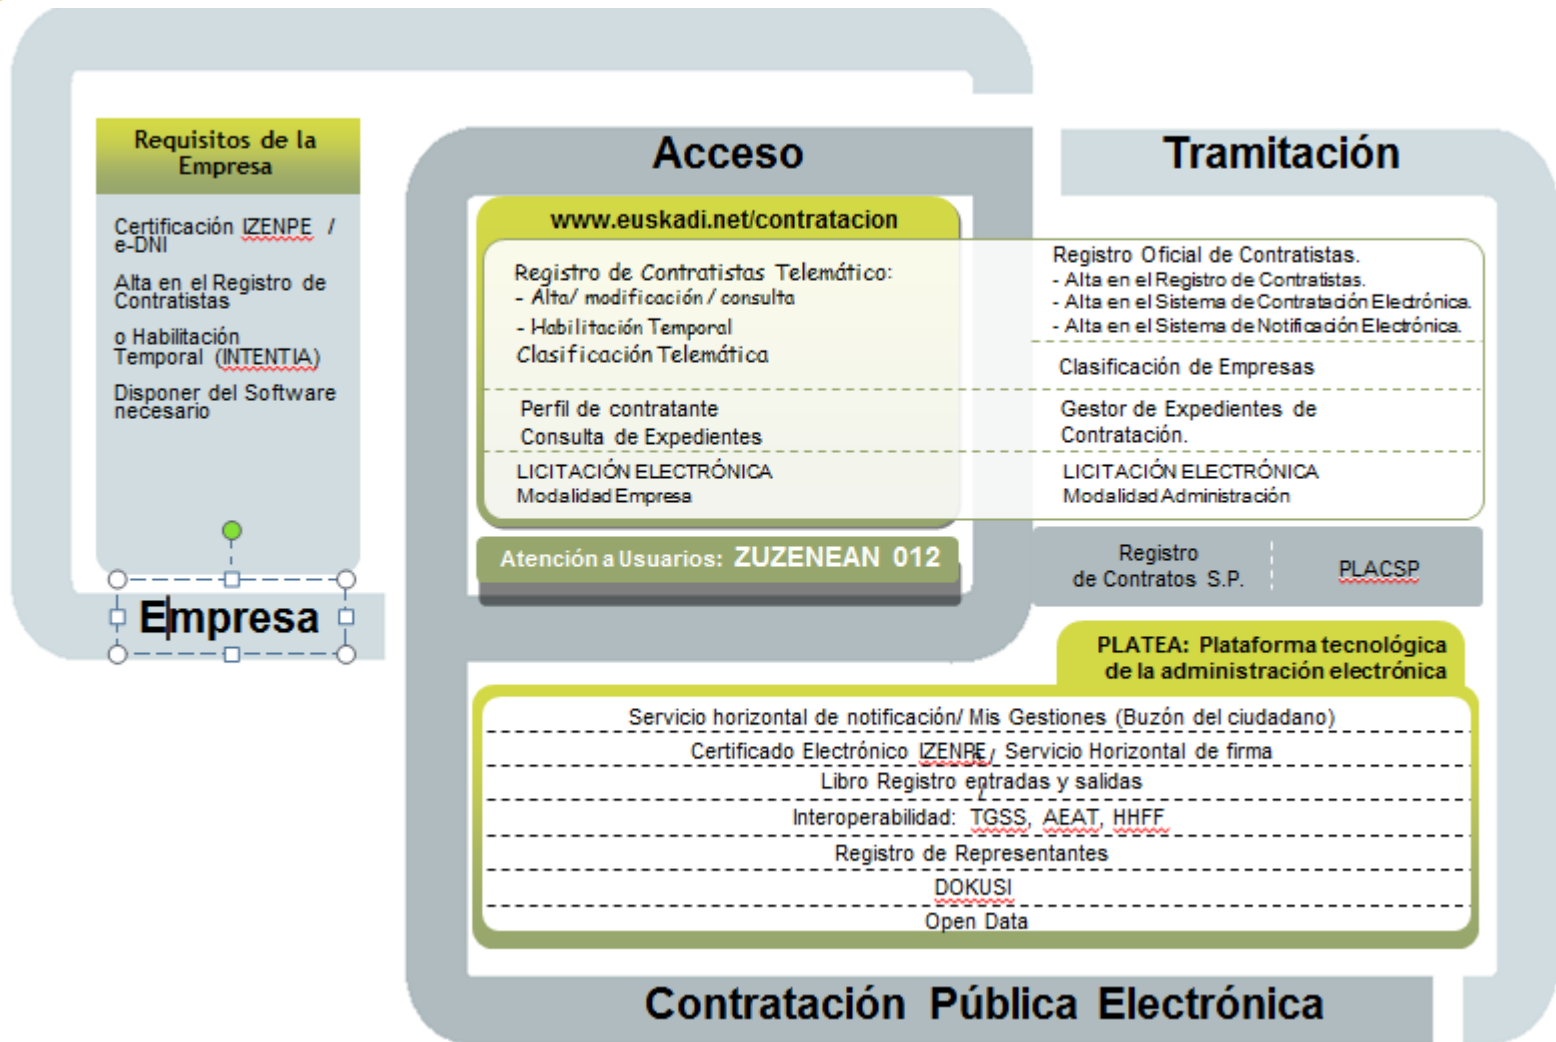 Requisitos de la
Empresa
Certificación IZENPE /
e-DNI
Alta en el Registro de
Contratistas
o Habilitación
Temporal (INTENTIA)
Disponer del Software
necesario
Empresa
Acceso
www.euskadi.net/contratacion
Registro de Contratistas Telemático:
- Alta/ modificación / consulta
- Habilitación Temporal
Clasificación Telemática
Perfil de contratante
Consulta de Expedientes
LICITACIÓN ELECTRÓNICA
Modalidad Empresa
Atención a Usuarios: ZUZENEAN 012
Tramitación
Registro Oficial de Contratistas.
- Alta en el Registro de Contratistas.
- Alta en el Sistema de Contratación Electrónica.
- Alta en el Sistema de Notificación Electrónica.
Clasificación de Empresas
Gestor de Expedientes de
Contratación.
LICITACIÓN ELECTRÓNICA
Modalidad Administración
Registro
de Contratos S.P.
PLACSP
PLATEA: Plataforma tecnológica
de la administración electrónica
Servicio horizontal de notificación/ Mis Gestiones (Buzón del ciudadano)
Certificado Electrónico IZENPE / Servicio Horizontal de firma
Libro Registro entradas y salidas
Interoperabilidad: TGSS, AEAT, HHFF
Registro de Representantes
DOKUSI
Open Data
Contratación Pública Electrónica